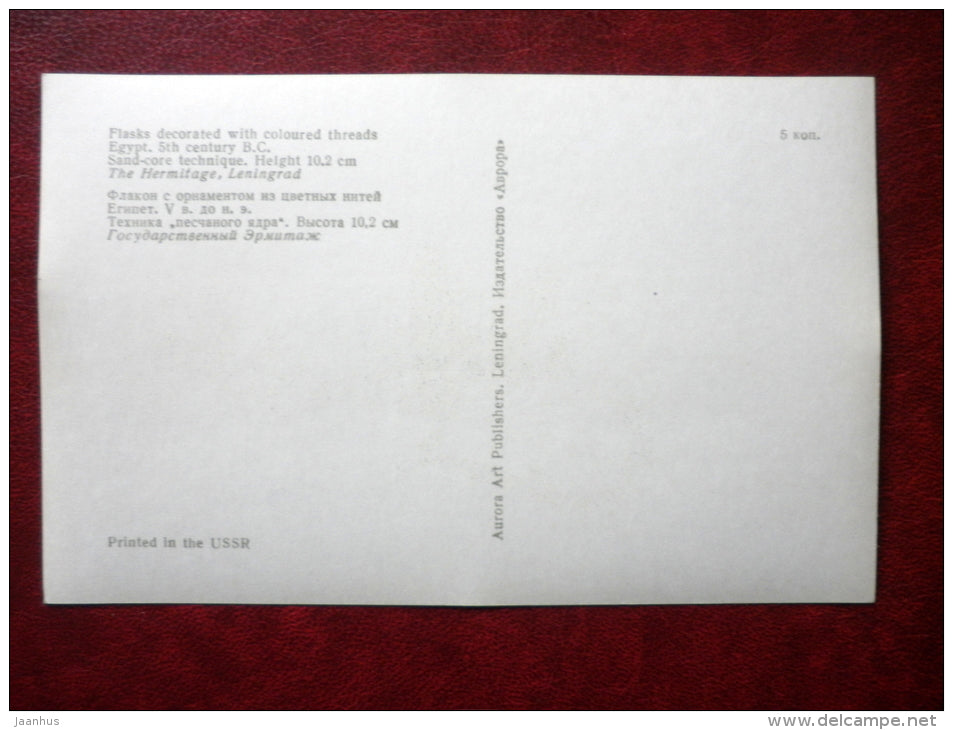 Flasks decorated with coloured threads
Egypt. 5th century B.C.
Sand-core technique. Height 10,2 cm
The Hermitage, Leningrad
Флакон с орнаментом из цветных нитей
Египет. V в. до н. э.
Техника „песчаного ядра“. Высота 10,2 см
Государственный Эрмитаж
Printed in the USSR
Aurora Art Publishers. Leningrad. Издательство «Аврора»
5 коп.
jaanhus
www.delcampe.net